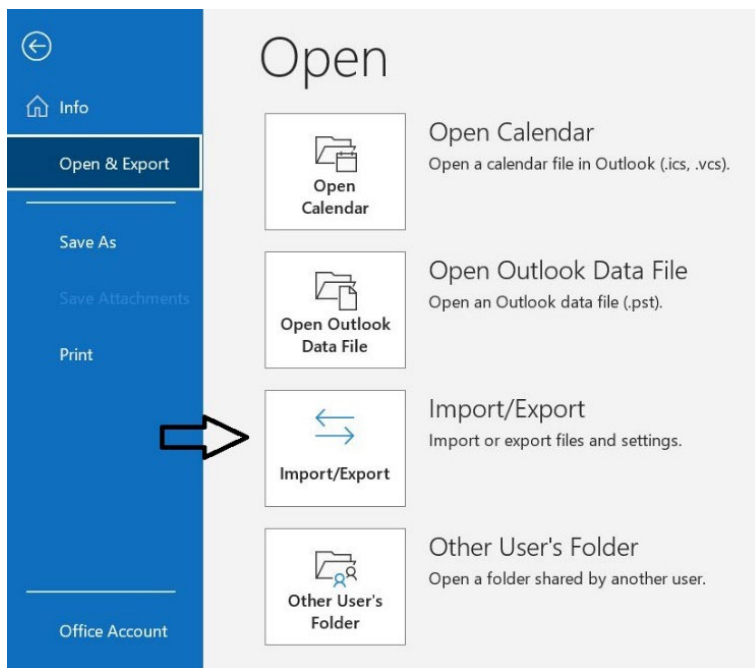 Open
Info
Open & Export
Save As
Save Attachments
Print
Office Account
Open
Calendar
Open Calendar
Open a calendar file in Outlook (.ics, .vcs).
Open Outlook
Data File
Open Outlook Data File
Open an Outlook data file (.pst).
Import/Export
Import/Export
Import or export files and settings.
Other User's
Folder
Other User's Folder
Open a folder shared by another user.